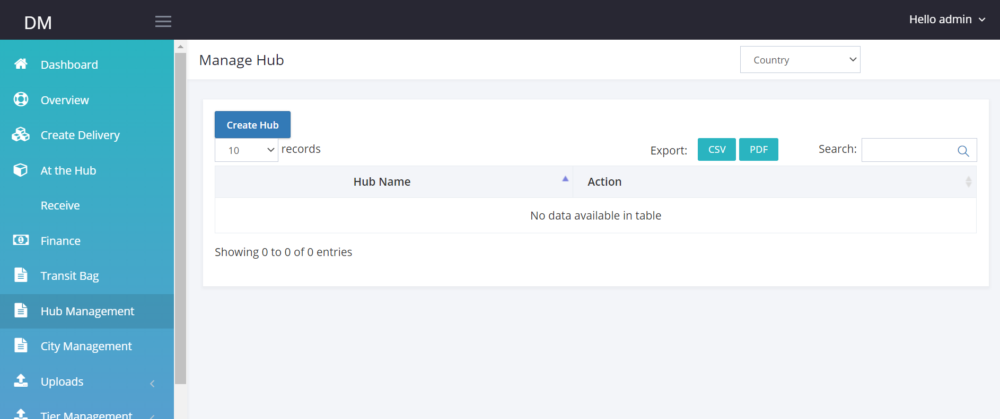 DM
Hello admin
Dashboard
Overview
Create Delivery
At the Hub
Receive
Finance
Transit Bag
Hub Management
City Management
Uploads
Tier Management
Manage Hub
Country
Create Hub
10 records
Export: CSV PDF
Search:
Hub Name Action
No data available in table
Showing 0 to 0 of 0 entries